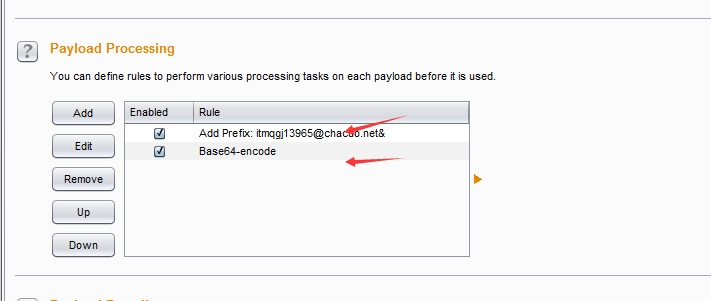 ?
Payload Processing
You can define rules to perform various processing tasks on each payload before it is used.
Add
Enabled
Rule
Add Prefix: itmqgj13965@chacuo.net&
Edit
Base64-encode
Remove
Up
Down